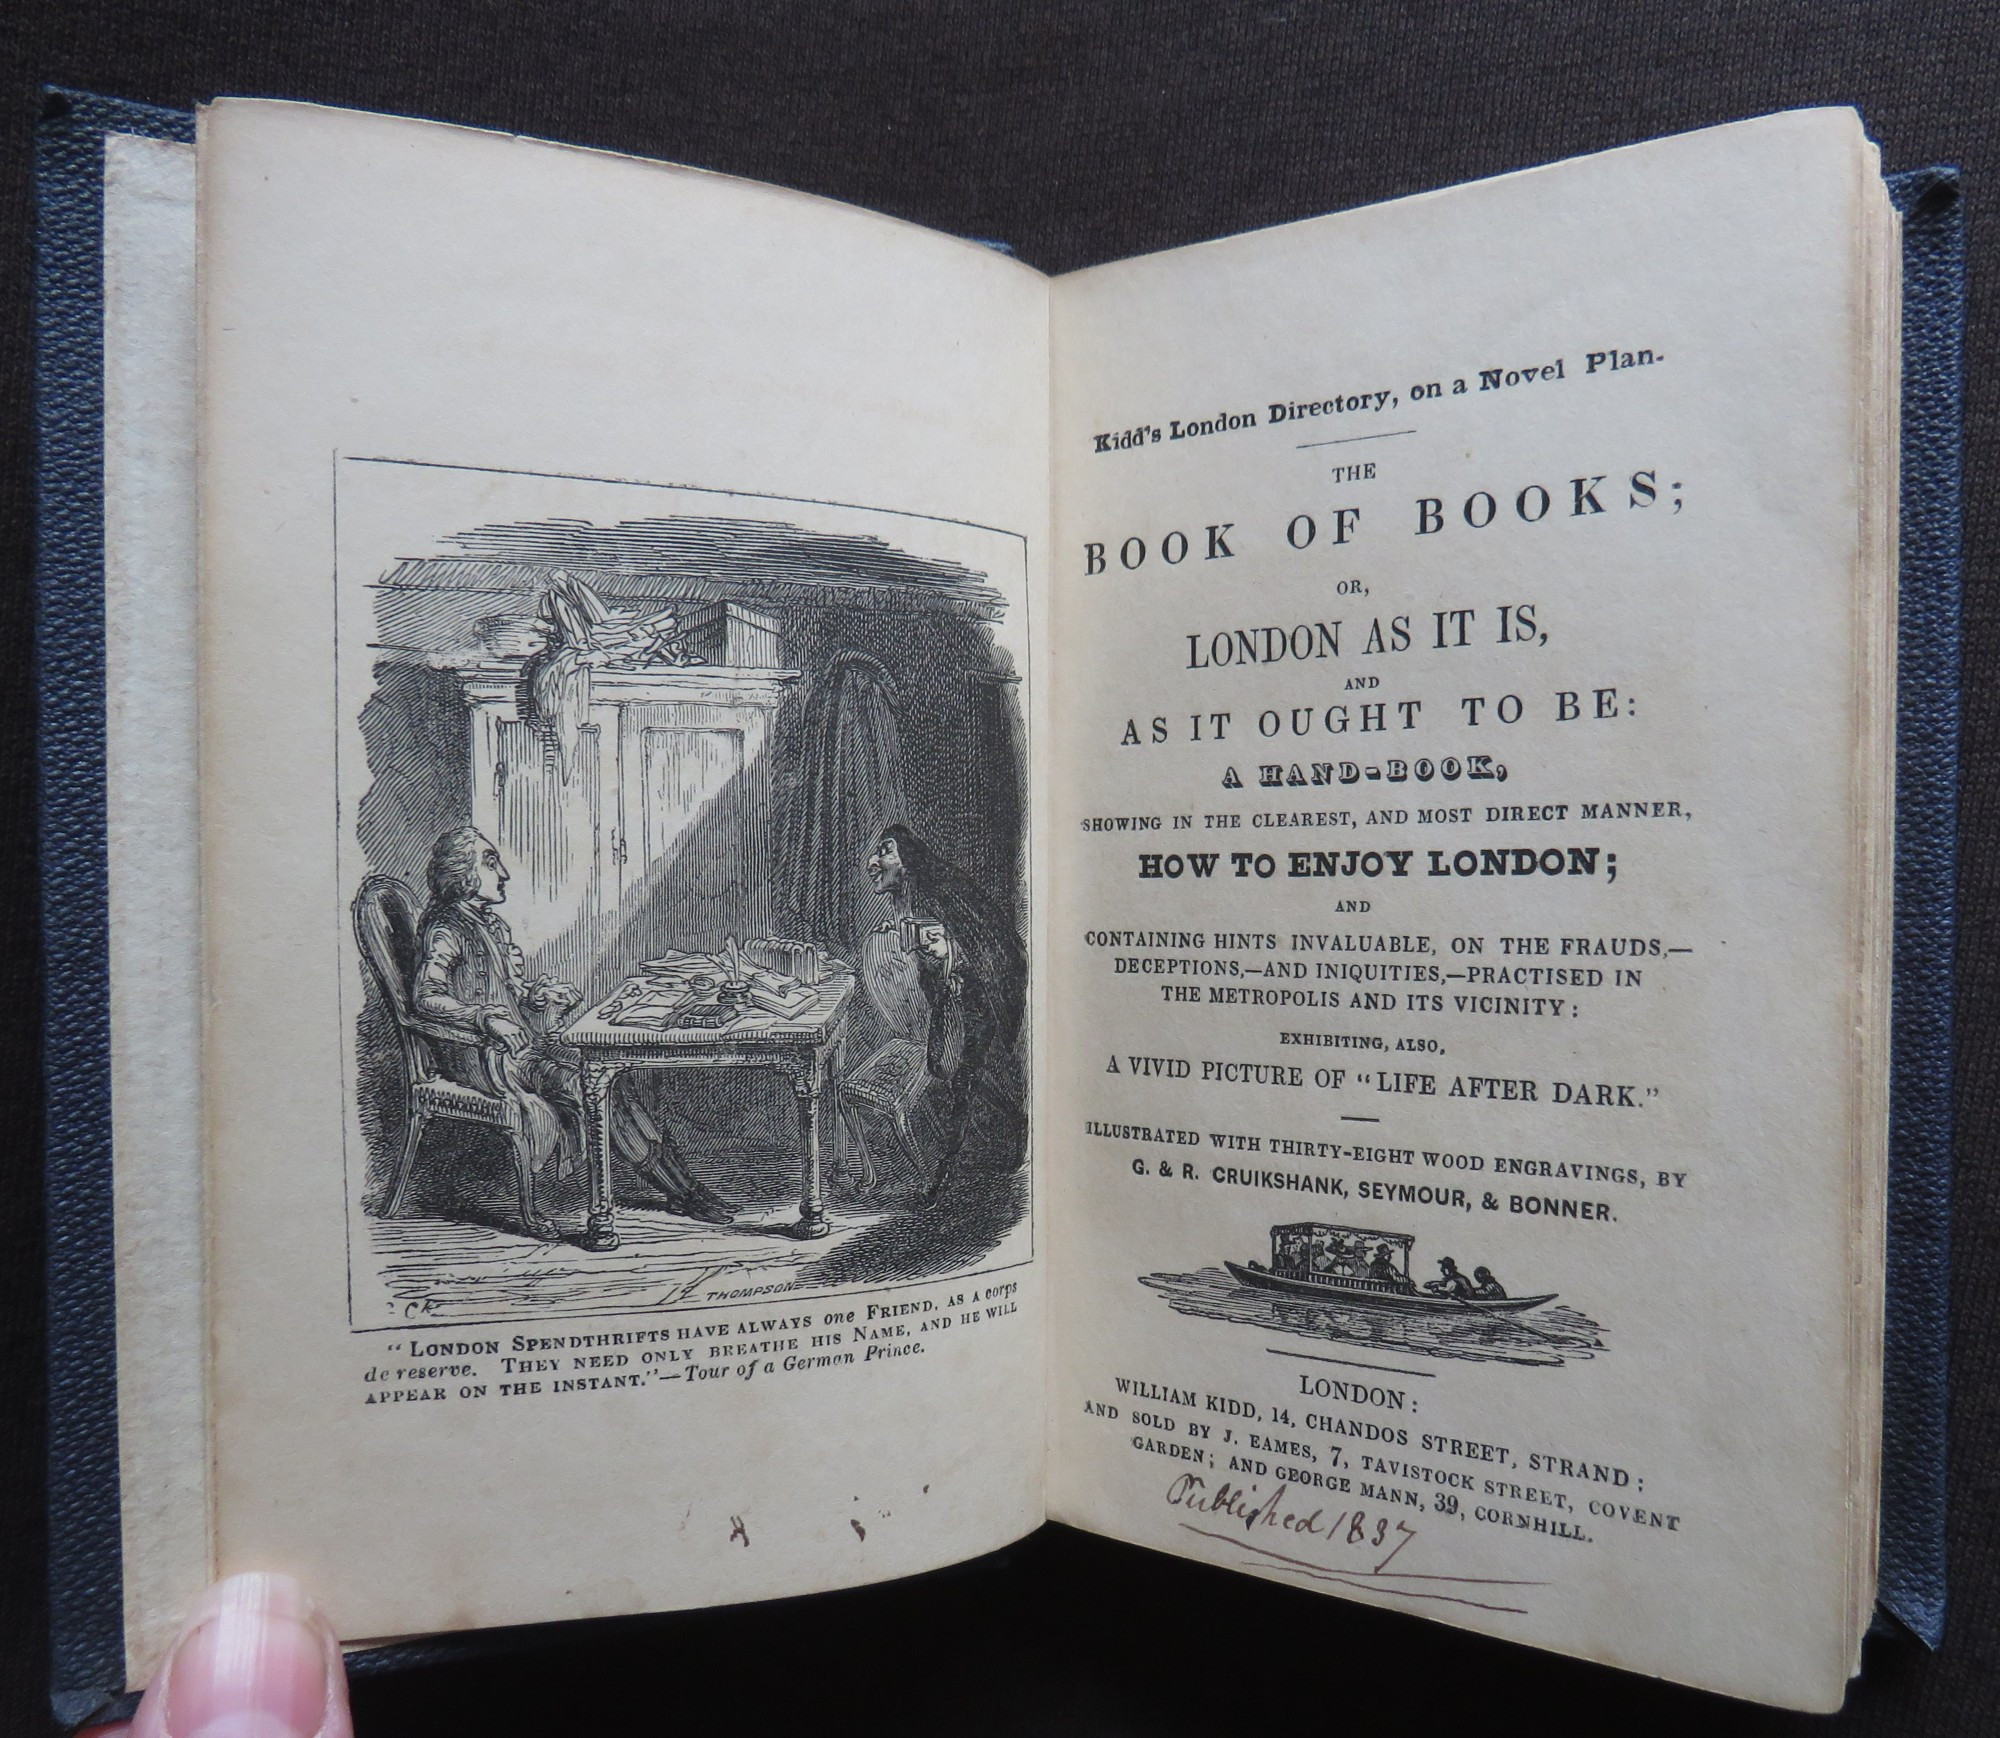 THOMPSON
"LONDON SPENDTHRIFTS HAVE ALWAYS one FRIEND, AS A corps
de reserve. THEY NEED ONLY BREATHE HIS NAME, AND HE WILL
APPEAR ON THE INSTANT."—Tour of a German Prince.
Kidd's London Directory, on a Novel Plan.
THE
BOOK OF BOOKS;
OR,
LONDON AS IT IS,
AND
AS IT OUGHT TO BE:
A HAND-BOOK,
SHOWING IN THE CLEAREST, AND MOST DIRECT MANNER,
HOW TO ENJOY LONDON;
AND
CONTAINING HINTS INVALUABLE, ON THE FRAUDS,—
DECEPTIONS,—AND INIQUITIES,—PRACTISED IN
THE METROPOLIS AND ITS VICINITY:
EXHIBITING, ALSO,
A VIVID PICTURE OF "LIFE AFTER DARK."
ILLUSTRATED WITH THIRTY-EIGHT WOOD ENGRAVINGS, BY
G. & R. CRUIKSHANK, SEYMOUR, & BONNER.
LONDON:
WILLIAM KIDD, 14, CHANDOS STREET, STRAND;
AND SOLD BY J. EAMES, 7, TAVISTOCK STREET, COVENT
GARDEN; AND GEORGE MANN, 39, CORNHILL.
Published 1837